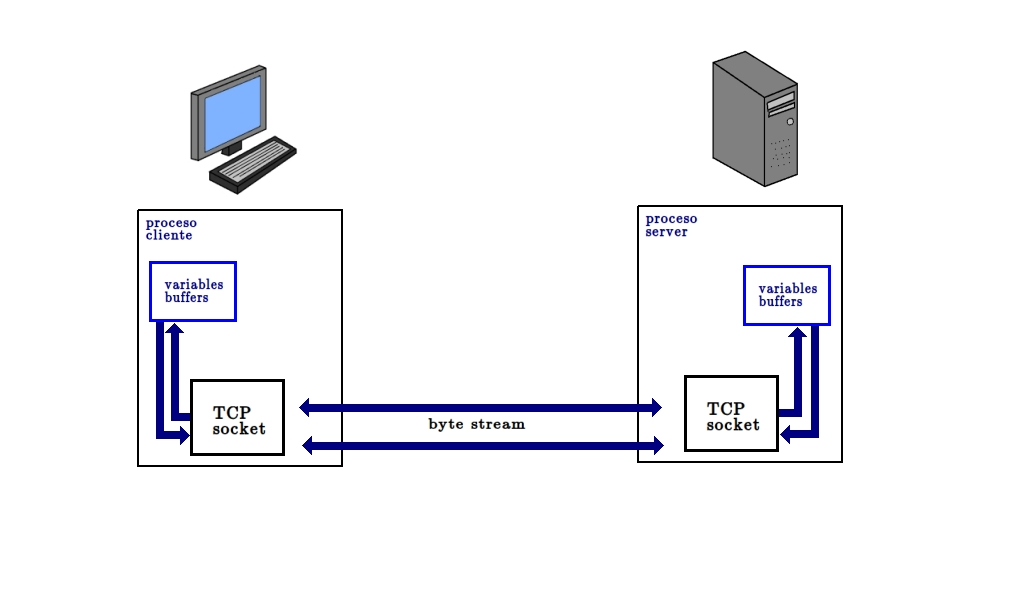 proceso
cliente
variables
buffers
TCP
socket
byte stream
proceso
server
variables
buffers
TCP
socket